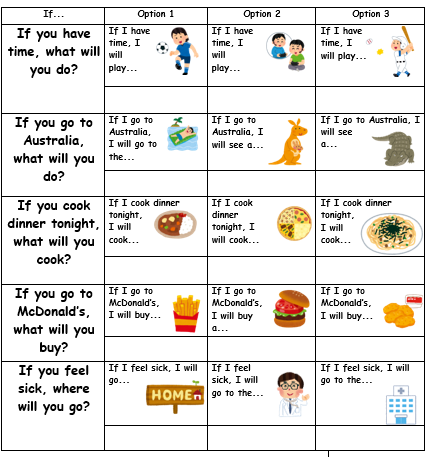 If...
Option 1
Option 2
Option 3
If you have
time, what will
you do?
If I have
time, I
will
play...
If I have
time, I
will
play...
If I have
time, I
will play...
If you go to
Australia,
what will you
do?
If I go to
Australia,
I will go to
the...
If I go to
Australia, I
will see a...
If I go to Australia, I
will see
a...
If you cook
dinner tonight,
what will you
cook?
If I cook dinner
tonight,
I will
cook...
If I cook
dinner
tonight, I
will cook...
If I cook dinner
tonight,
I will
cook...
If you go to
McDonald's,
what will you
buy?
If I go to
McDonald's,
I will buy...
If I go to
McDonald's,
I will buy
a...
If I go to
McDonald's,
I will buy...
If you feel
sick, where
will you go?
If I feel sick, I will
go...
HOME
If I feel
sick, I will
go to the...
If I feel sick, I will
go to the...